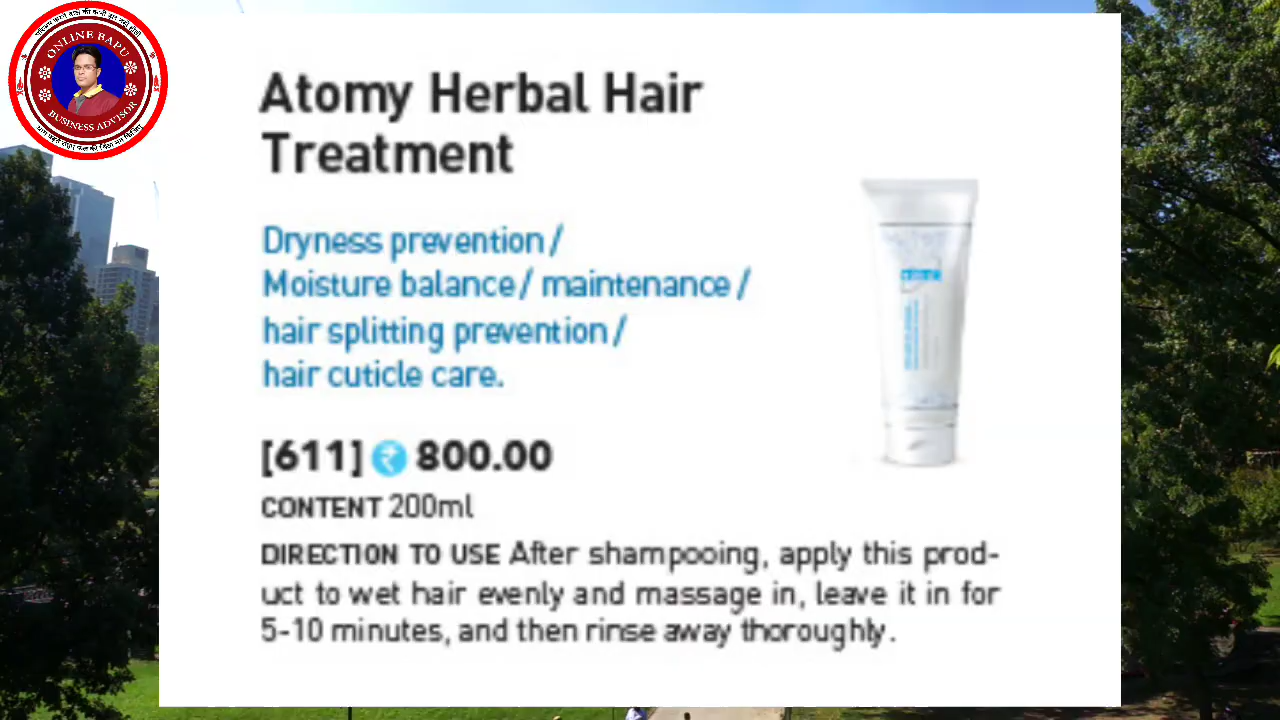 ONLINE BAPU
BUSINESS ADVISOR
Atomy Herbal Hair
Treatment
Dryness prevention /
Moisture balance / maintenance /
hair splitting prevention /
hair cuticle care.
[611] ₹ 800.00
CONTENT 200ml
DIRECTION TO USE After shampooing, apply this prod-
uct to wet hair evenly and massage in, leave it in for
5-10 minutes, and then rinse away thoroughly.